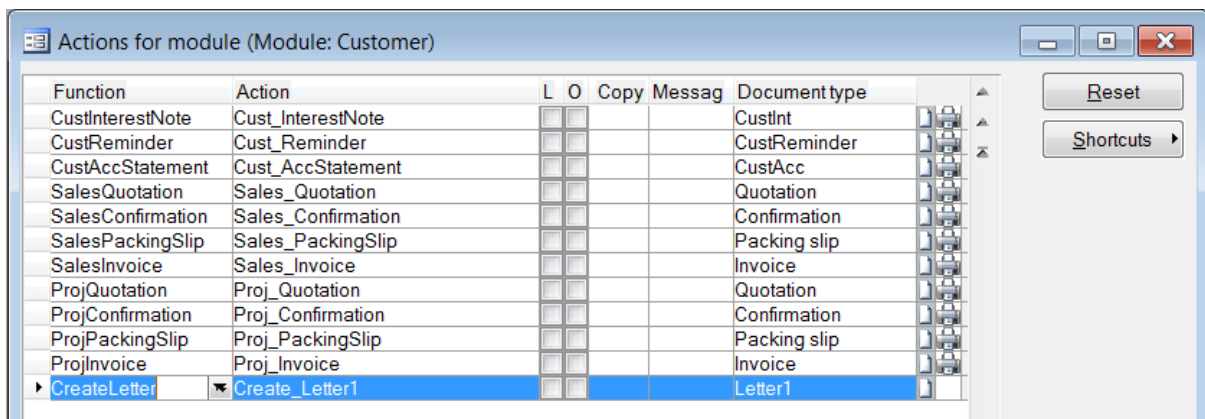 Actions for module (Module: Customer)
Function Action L O Copy Messag Document type
CustInterestNote Cust_InterestNote CustInt
CustReminder Cust_Reminder CustReminder
CustAccStatement Cust_AccStatement CustAcc
SalesQuotation Sales_Quotation Quotation
SalesConfirmation Sales_Confirmation Confirmation
SalesPackingSlip Sales_PackingSlip Packing slip
SalesInvoice Sales_Invoice Invoice
ProjQuotation Proj_Quotation Quotation
ProjConfirmation Proj_Confirmation Confirmation
ProjPackingSlip Proj_PackingSlip Packing slip
ProjInvoice Proj_Invoice Invoice
CreateLetter Create_Letter1 Letter1
Reset
Shortcuts